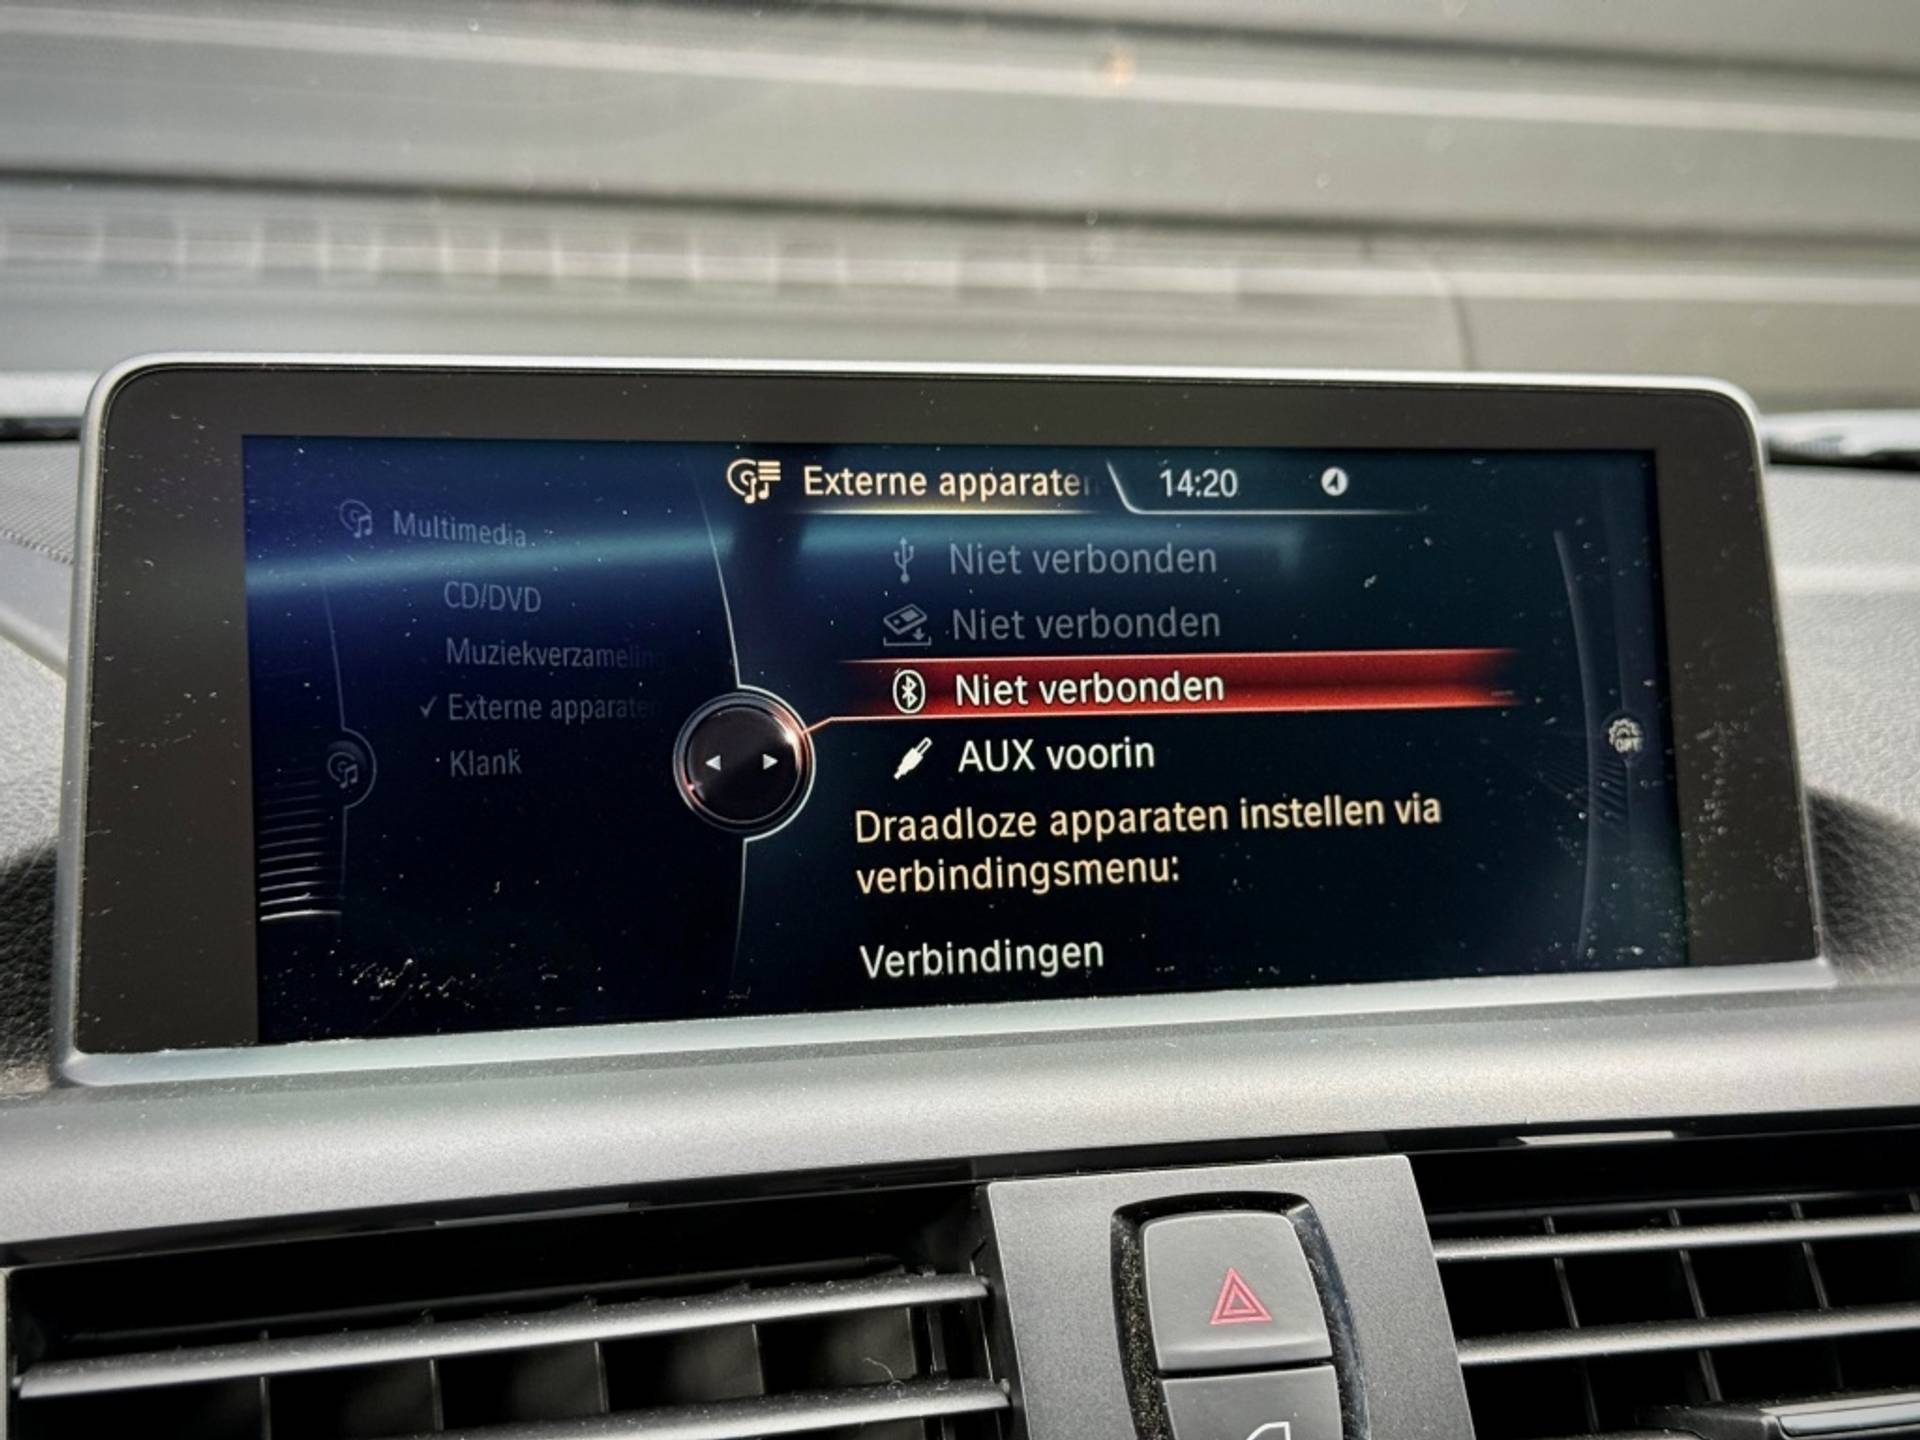 Externe apparaten 14:20
Multimedia
CD/DVD
Muziekverzameling
✓ Externe apparaten
Klank
Niet verbonden
Niet verbonden
Niet verbonden
AUX voorin
Draadloze apparaten instellen via
verbindingsmenu:
Verbindingen
OPT